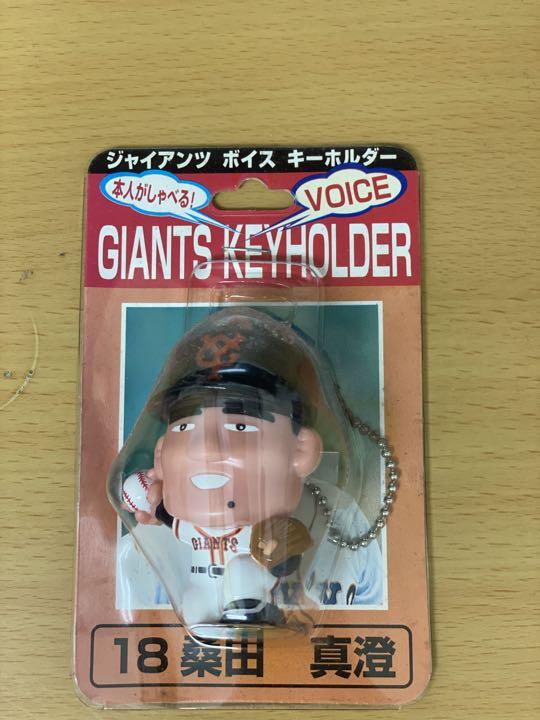 ジャイアンツ ボイス キーホルダー
本人がしゃべる!
VOICE
GIANTS KEYHOLDER
YG
GIANTS
18 桑田 真澄